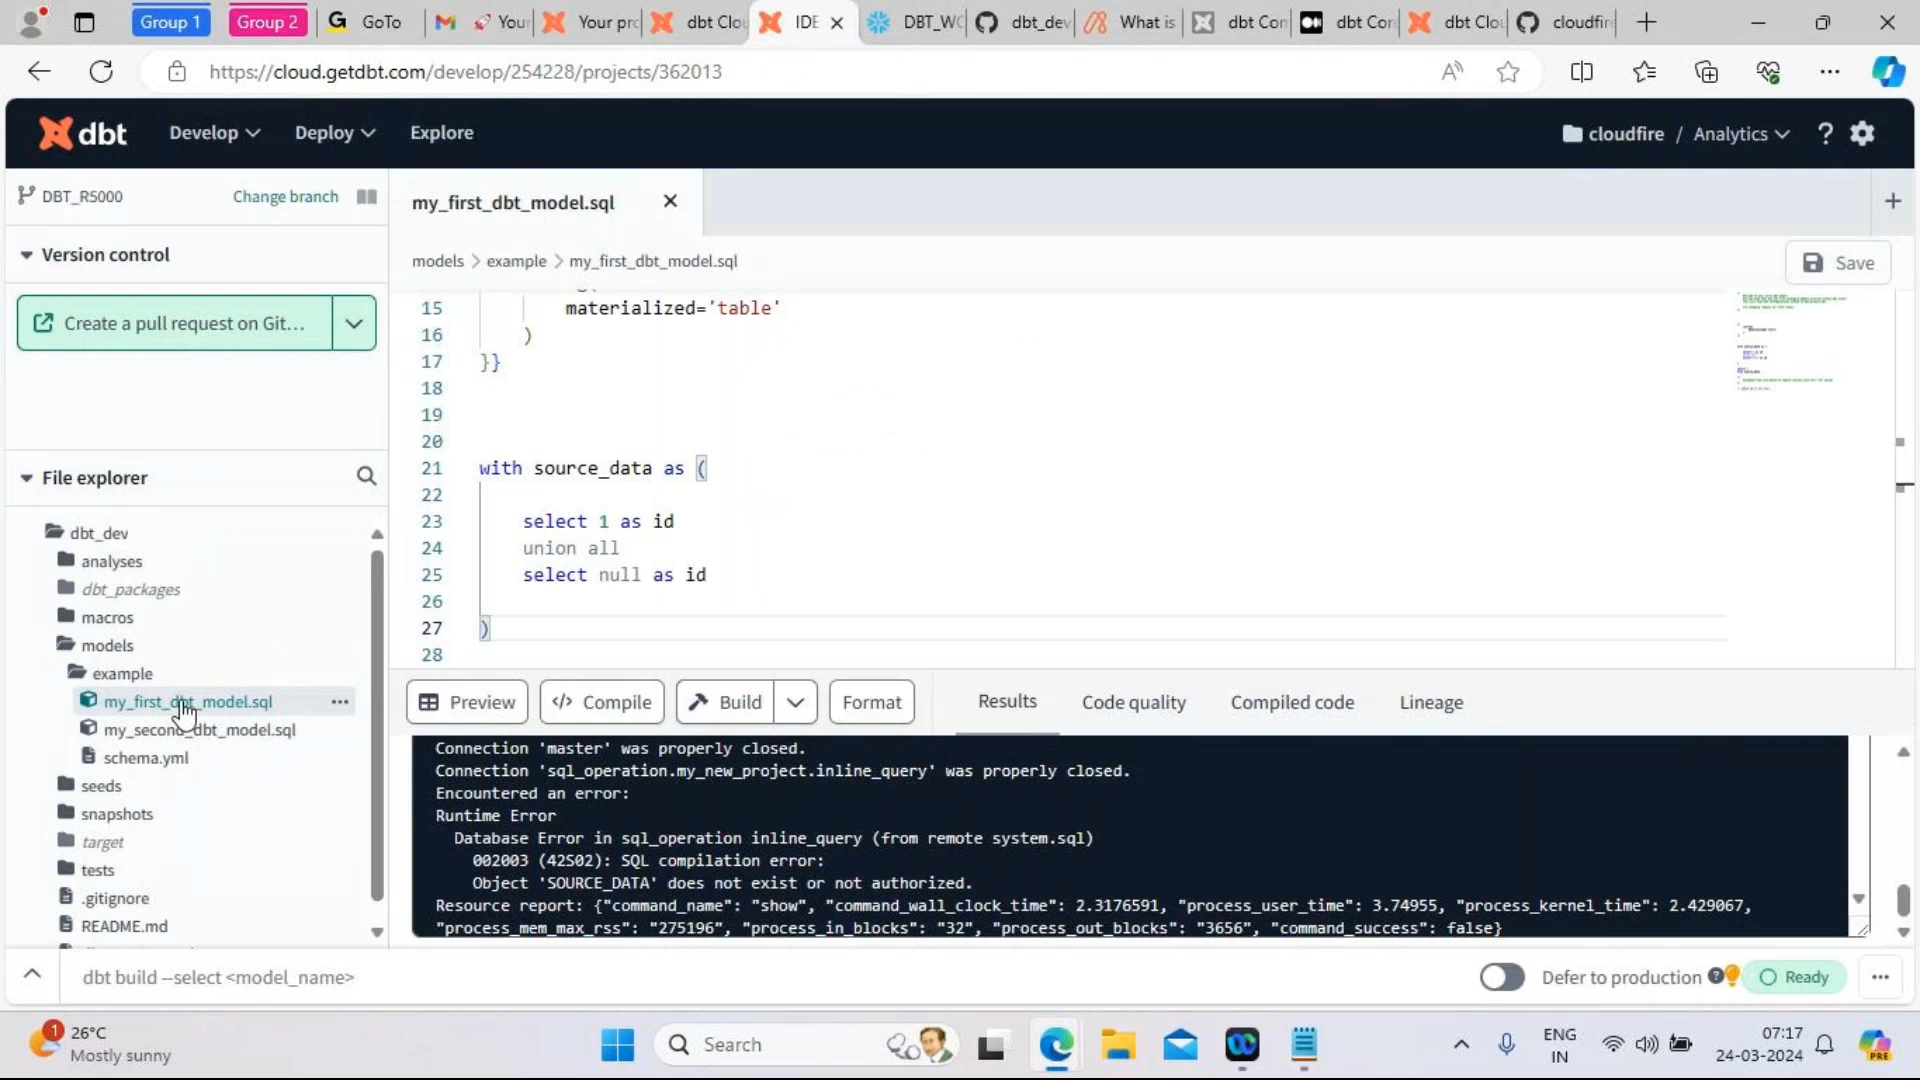 Group 1
Group 2
GoTo
Your
Your pro
dbt Clou
IDE
DBT_WO
dbt_dev
What is
dbt Con
dbt Cor
dbt Clou
cloudfire
https://cloud.getdbt.com/develop/254228/projects/362013
dbt
Develop
Deploy
Explore
cloudfire / Analytics
?
DBT_R5000
Change branch
my_first_dbt_model.sql
Version control
models > example > my_first_dbt_model.sql
Save
Create a pull request on Git...
15 materialized='table'
16 )
17 }}
18
19
20
21 with source_data as (
22
23 select 1 as id
24 union all
25 select null as id
26
27 )
28
File explorer
dbt_dev
analyses
dbt_packages
macros
models
example
my_first_dbt_model.sql
my_second_dbt_model.sql
schema.yml
seeds
snapshots
target
tests
.gitignore
README.md
Preview
Compile
Build
Format
Results
Code quality
Compiled code
Lineage
Connection 'master' was properly closed.
Connection 'sql_operation.my_new_project.inline_query' was properly closed.
Encountered an error:
Runtime Error
Database Error in sql_operation inline_query (from remote system.sql)
002003 (42S02): SQL compilation error:
Object 'SOURCE_DATA' does not exist or not authorized.
Resource report: {"command_name": "show", "command_wall_clock_time": 2.3176591, "process_user_time": 3.74955, "process_kernel_time": 2.429067,
"process_mem_max_rss": "275196", "process_in_blocks": "32", "process_out_blocks": "3656", "command_success": false}
dbt build --select <model_name>
Defer to production
Ready
1
26°C
Mostly sunny
Search
ENG
IN
07:17
24-03-2024
PRE